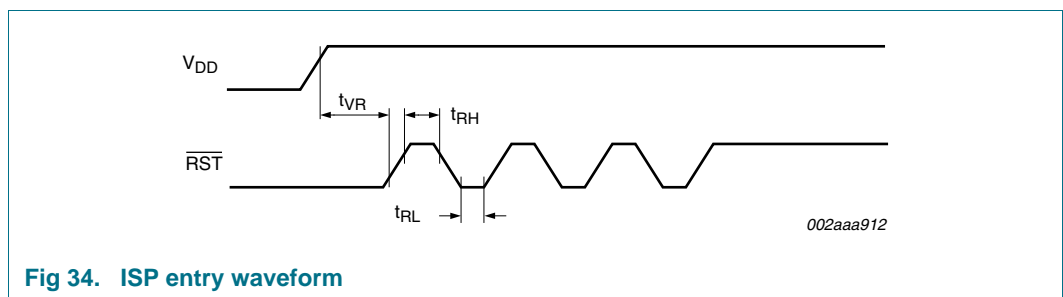 VDD
tVR
tRH
RST
tRL
002aaa912
Fig 34. ISP entry waveform